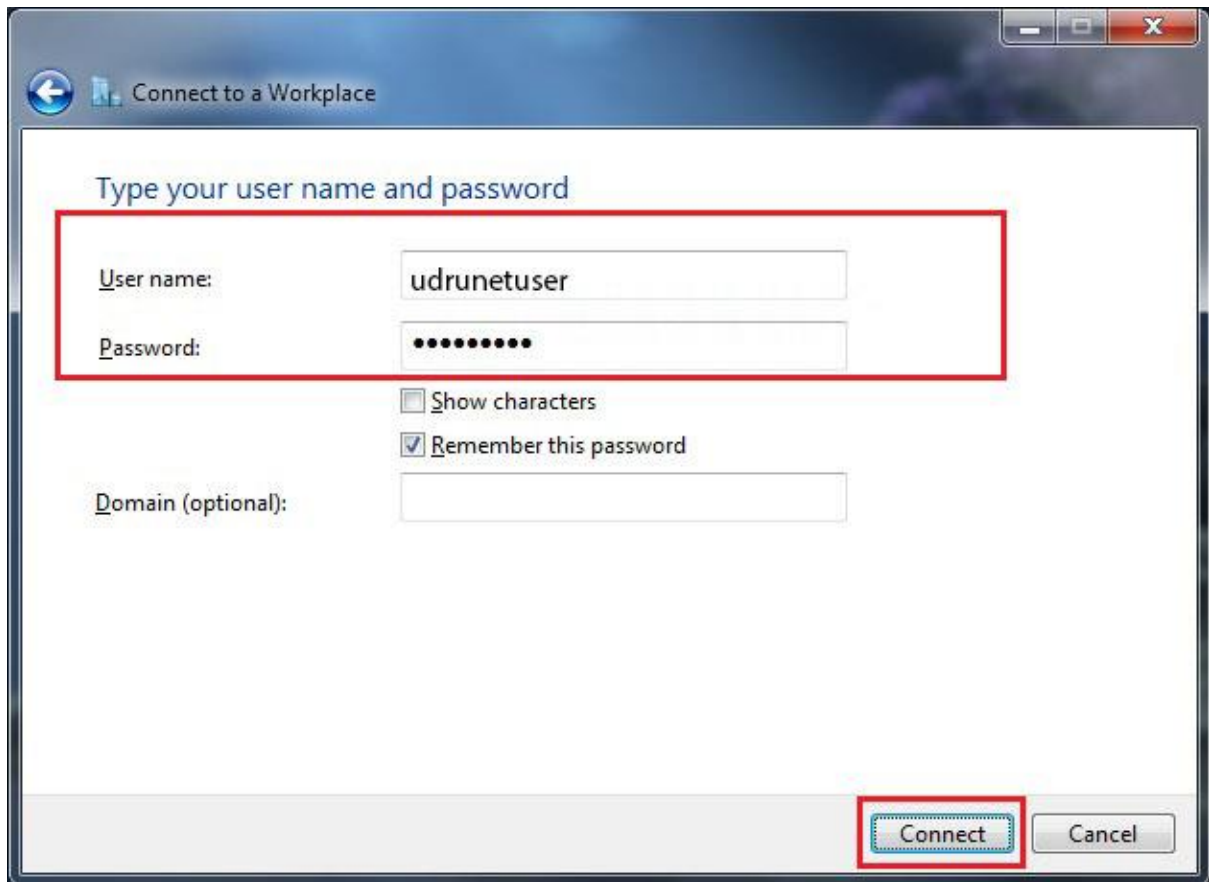 Connect to a Workplace
Type your user name and password
User name: udrunetuser
Password: •••••••••
Show characters
Remember this password
Domain (optional):
Connect Cancel